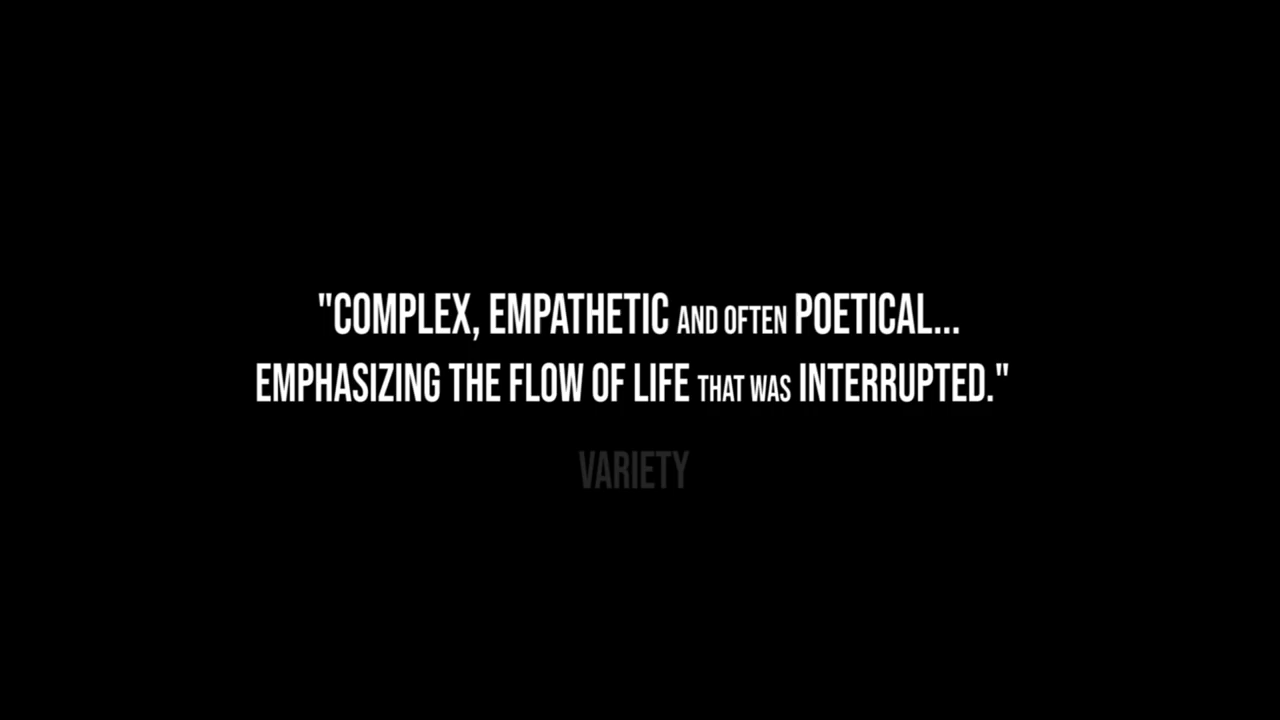 "COMPLEX, EMPATHETIC AND OFTEN POETICAL...
EMPHASIZING THE FLOW OF LIFE THAT WAS INTERRUPTED."
VARIETY